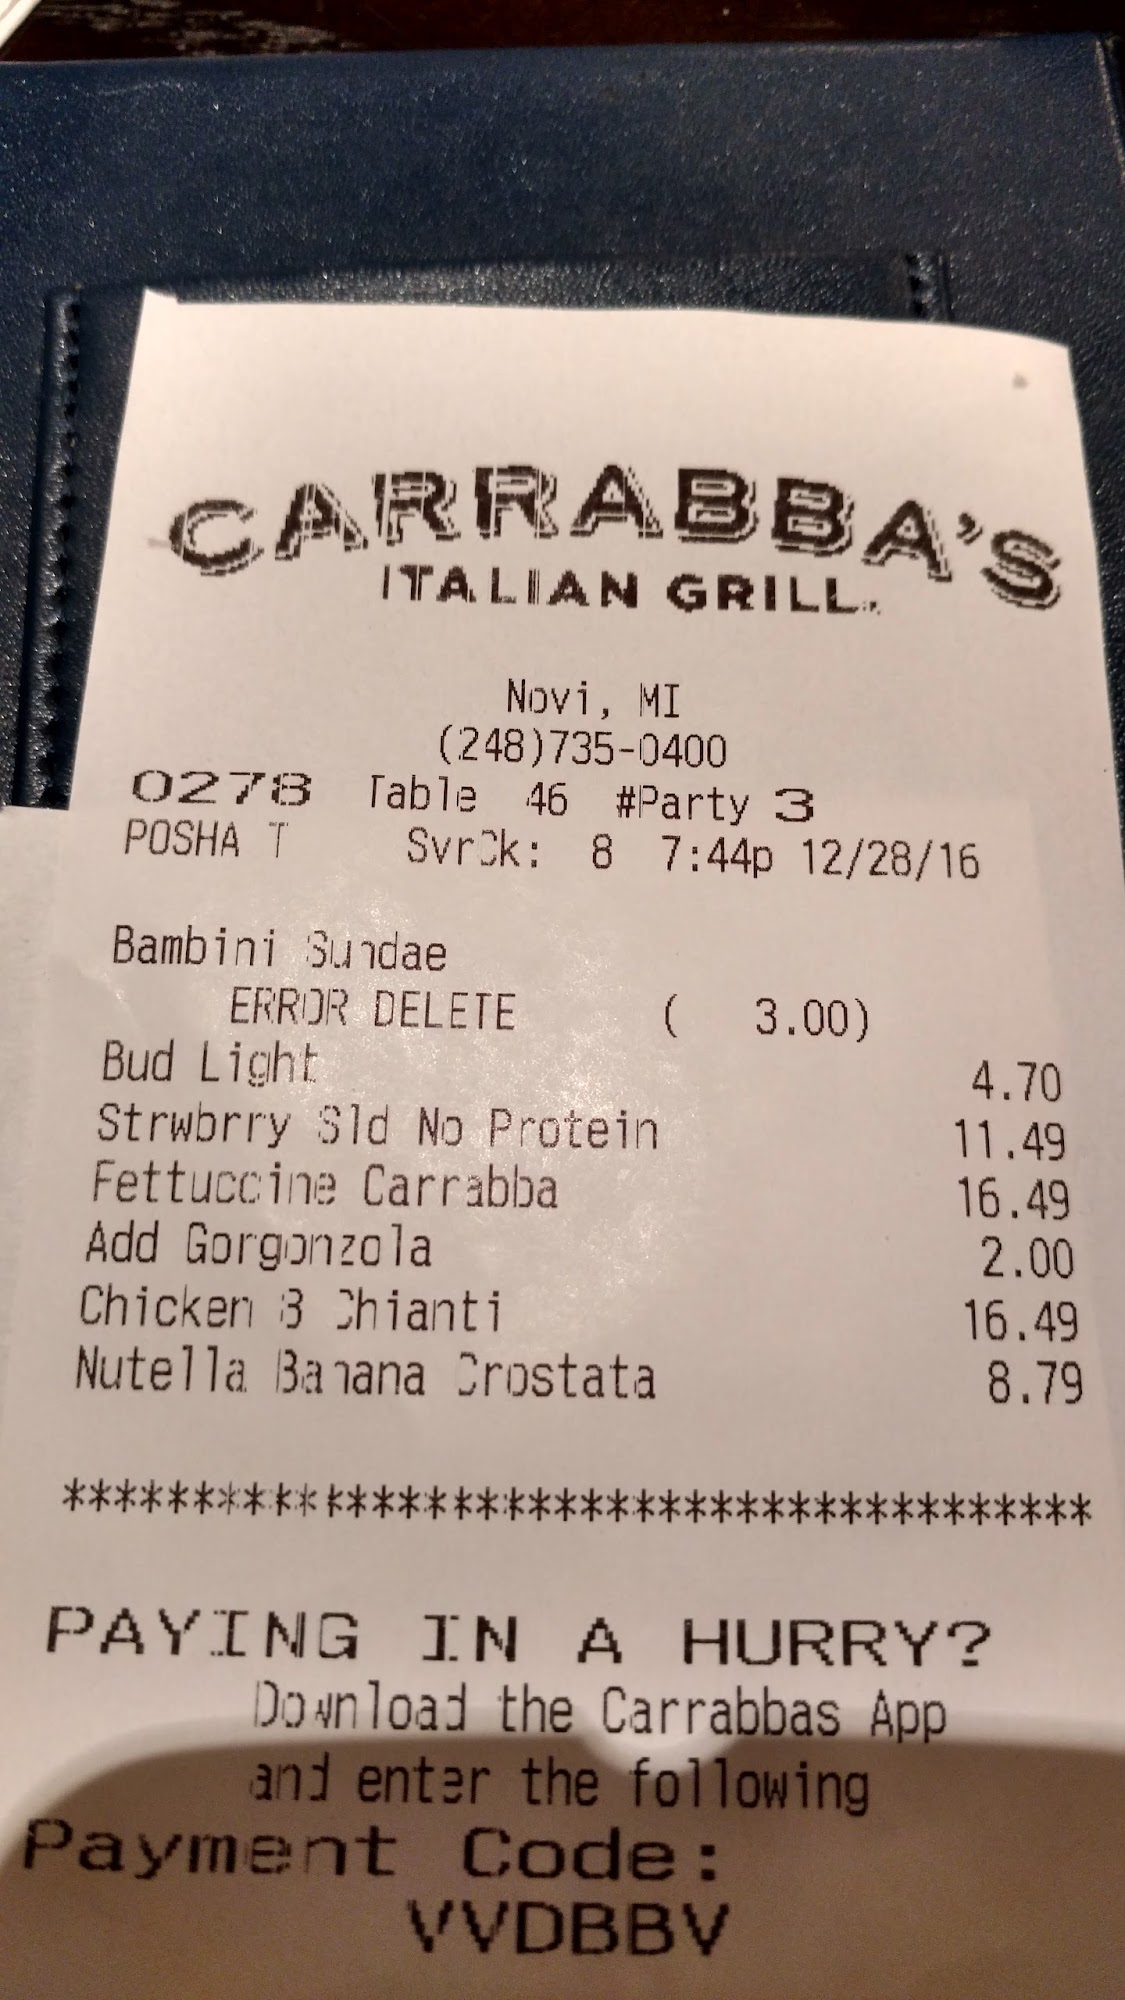 CARRABBA'S
ITALIAN GRILL.
Novi, MI
(248)735-0400
0278 Table 46 #Party 3
POSHA T SvrCk: 8 7:44p 12/28/16
Bambini Sundae
ERROR DELETE ( 3.00)
Bud Light 4.70
Strwbrry Sld No Protein 11.49
Fettuccine Carrabba 16.49
Add Gorgonzola 2.00
Chicken B Chianti 16.49
Nutella Banana Crostata 8.79
*****************************************
PAYING IN A HURRY?
Download the Carrabbas App
and enter the following
Payment Code:
VVDBBV